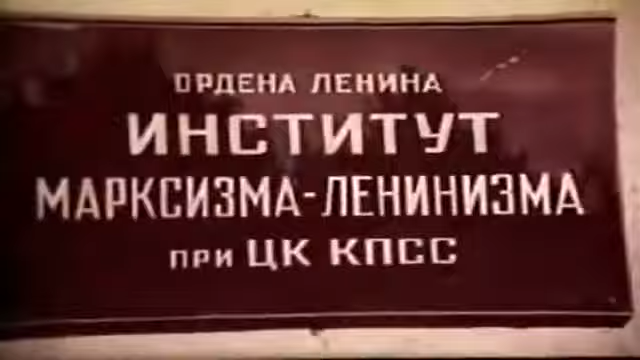 ОРДЕНА ЛЕНИНА
ИНСТИТУТ
МАРКСИЗМА-ЛЕНИНИЗМА
ПРИ ЦК КПСС